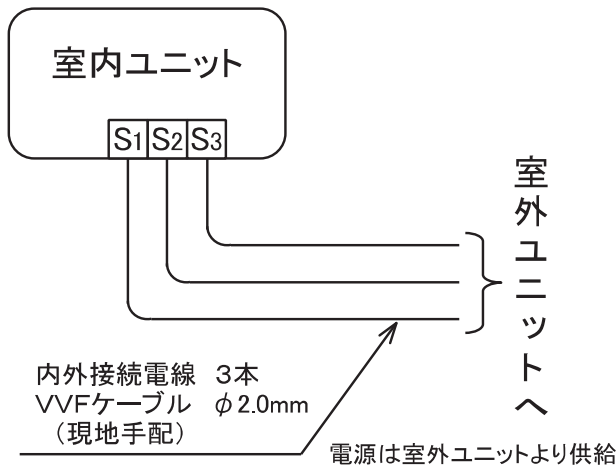 室内ユニット
S1 S2 S3
室外ユニットへ
内外接続電線 3本
VVFケーブル φ2.0mm
(現地手配)
電源は室外ユニットより供給